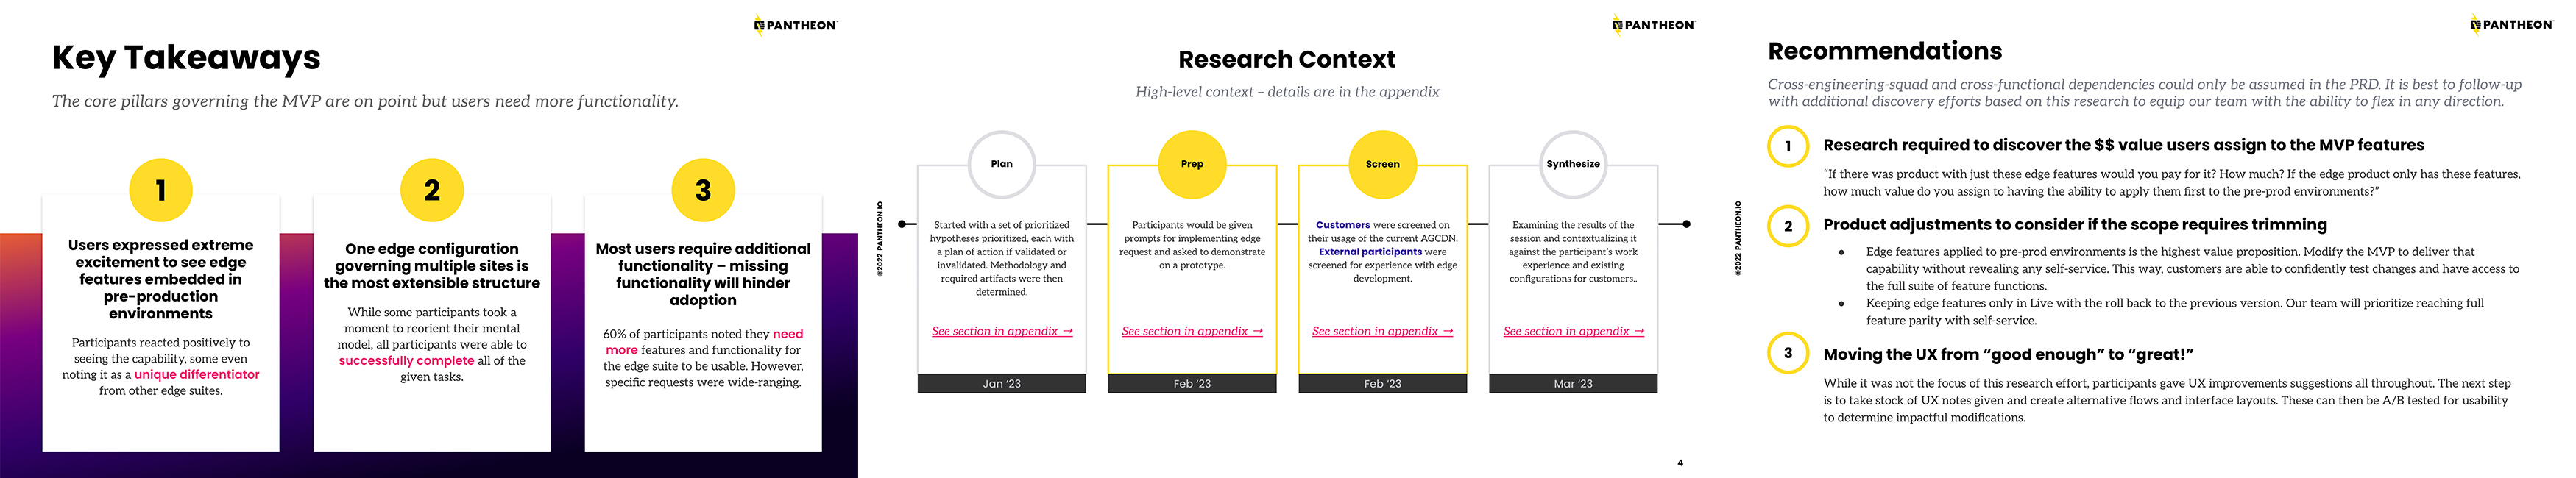 PANTHEON
Key Takeaways
The core pillars governing the MVP are on point but users need more functionality.
1
Users expressed extreme
excitement to see edge
features embedded in
pre-production
environments
Participants reacted positively to
seeing the capability, some even
noting it as a unique differentiator
from other edge suites.
2
One edge configuration
governing multiple sites is
the most extensible structure
While some participants took a
moment to reorient their mental
model, all participants were able to
successfully complete all of the
given tasks.
3
Most users require additional
functionality – missing
functionality will hinder
adoption
60% of participants noted they need
more features and functionality for
the edge suite to be usable. However,
specific requests were wide-ranging.
PANTHEON
Research Context
High-level context – details are in the appendix
©2022 PANTHEON.IO
Plan
Started with a set of prioritized
hypotheses prioritized, each with
a plan of action if validated or
invalidated. Methodology and
required artifacts were then
determined.
See section in appendix →
Jan ‘23
Prep
Participants would be given
prompts for implementing edge
request and asked to demonstrate
on a prototype.
See section in appendix →
Feb ‘23
Screen
Customers were screened on
their usage of the current AGCDN.
External participants were
screened for experience with edge
development.
See section in appendix →
Feb ‘23
Synthesize
Examining the results of the
session and contextualizing it
against the participant's work
experience and existing
configurations for customers..
See section in appendix →
Mar ‘23
4
PANTHEON
Recommendations
Cross-engineering-squad and cross-functional dependencies could only be assumed in the PRD. It is best to follow-up
with additional discovery efforts based on this research to equip our team with the ability to flex in any direction.
©2022 PANTHEON.IO
1
Research required to discover the $$ value users assign to the MVP features
“If there was product with just these edge features would you pay for it? How much? If the edge product only has these features,
how much value do you assign to having the ability to apply them first to the pre-prod environments?”
2
Product adjustments to consider if the scope requires trimming
● Edge features applied to pre-prod environments is the highest value proposition. Modify the MVP to deliver that
capability without revealing any self-service. This way, customers are able to confidently test changes and have access to
the full suite of feature functions.
● Keeping edge features only in Live with the roll back to the previous version. Our team will prioritize reaching full
feature parity with self-service.
3
Moving the UX from “good enough” to “great!”
While it was not the focus of this research effort, participants gave UX improvements suggestions all throughout. The next step
is to take stock of UX notes given and create alternative flows and interface layouts. These can then be A/B tested for usability
to determine impactful modifications.